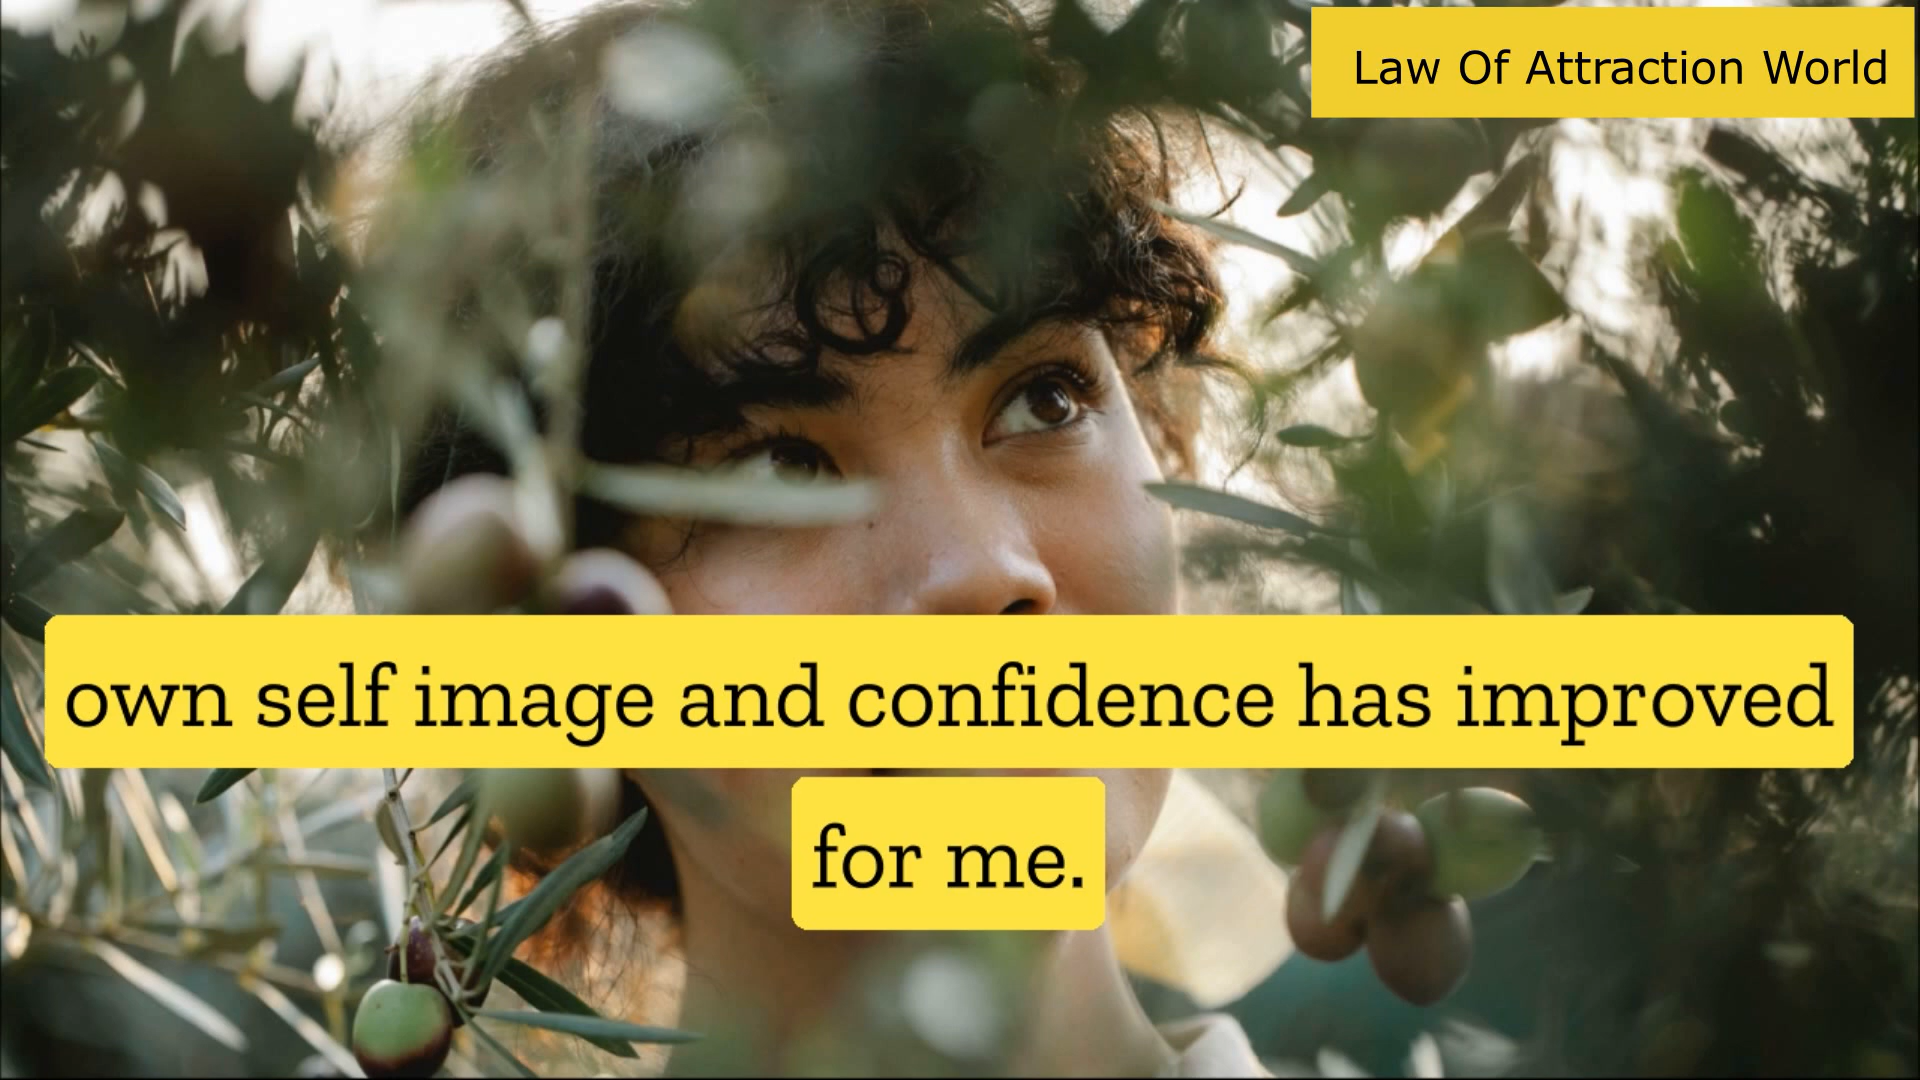 Law Of Attraction World
own self image and confidence has improved
for me.